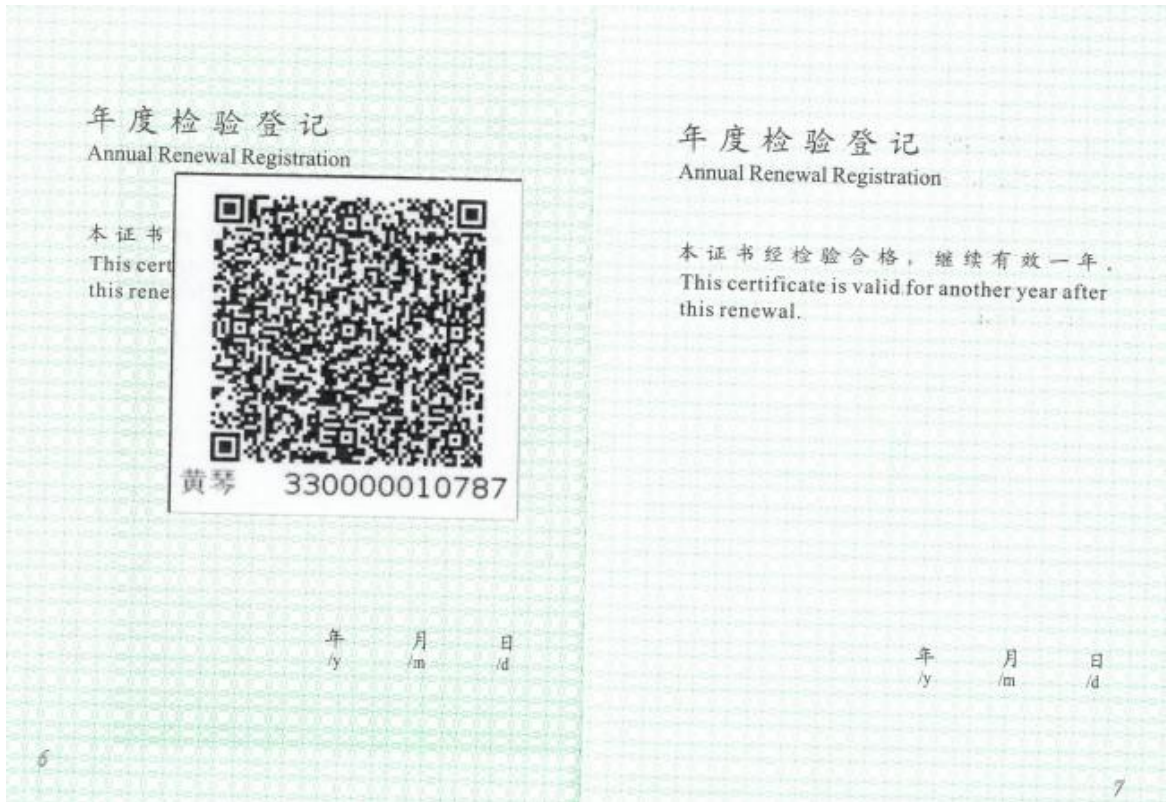 年度检验登记
Annual Renewal Registration
本证书
This cert
this rene
黄琴 330000010787
年 月 日
/y /m /d
6
年度检验登记
Annual Renewal Registration
本证书经检验合格，继续有效一年．
This certificate is valid for another year after
this renewal.
年 月 日
/y /m /d
7